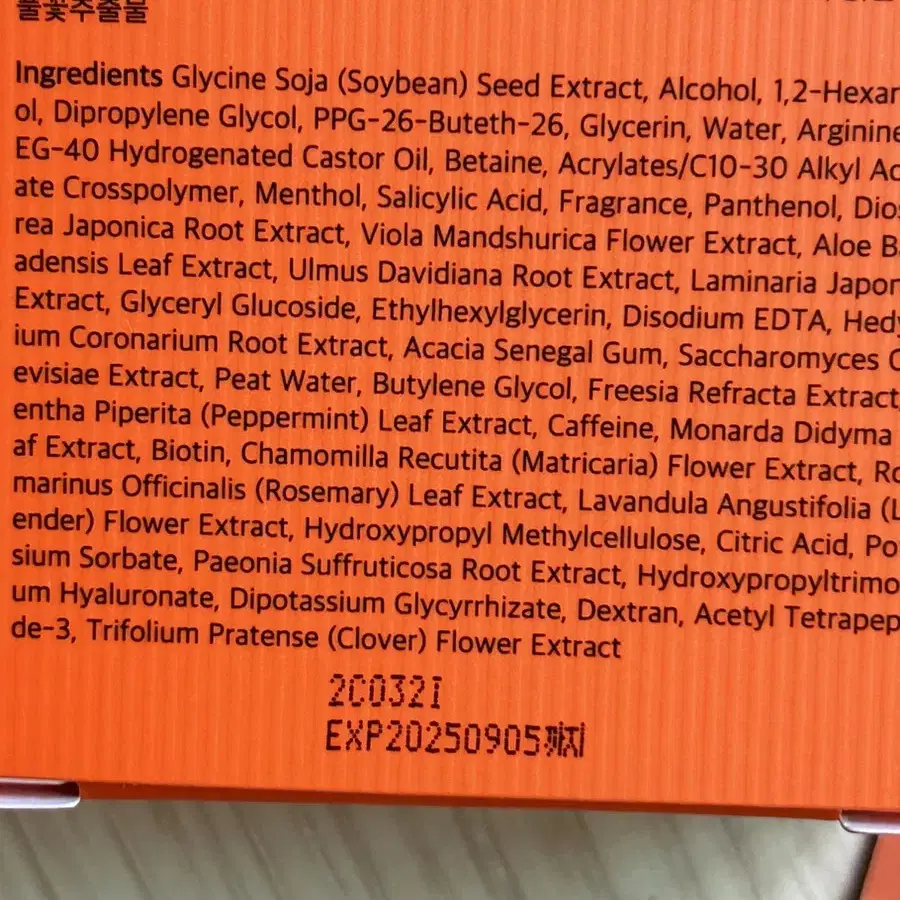 풀꽃추출물
Ingredients Glycine Soja (Soybean) Seed Extract, Alcohol, 1,2-Hexan
ol, Dipropylene Glycol, PPG-26-Buteth-26, Glycerin, Water, Arginine
EG-40 Hydrogenated Castor Oil, Betaine, Acrylates/C10-30 Alkyl Ac
ate Crosspolymer, Menthol, Salicylic Acid, Fragrance, Panthenol, Dios
rea Japonica Root Extract, Viola Mandshurica Flower Extract, Aloe Ba
adensis Leaf Extract, Ulmus Davidiana Root Extract, Laminaria Japon
Extract, Glyceryl Glucoside, Ethylhexylglycerin, Disodium EDTA, Hedy
ium Coronarium Root Extract, Acacia Senegal Gum, Saccharomyces C
evisiae Extract, Peat Water, Butylene Glycol, Freesia Refracta Extract,
entha Piperita (Peppermint) Leaf Extract, Caffeine, Monarda Didyma
af Extract, Biotin, Chamomilla Recutita (Matricaria) Flower Extract, Ro
marinus Officinalis (Rosemary) Leaf Extract, Lavandula Angustifolia (L
ender) Flower Extract, Hydroxypropyl Methylcellulose, Citric Acid, Po
sium Sorbate, Paeonia Suffruticosa Root Extract, Hydroxypropyltrimo
um Hyaluronate, Dipotassium Glycyrrhizate, Dextran, Acetyl Tetrapep
de-3, Trifolium Pratense (Clover) Flower Extract
2C032I
EXP20250905까지